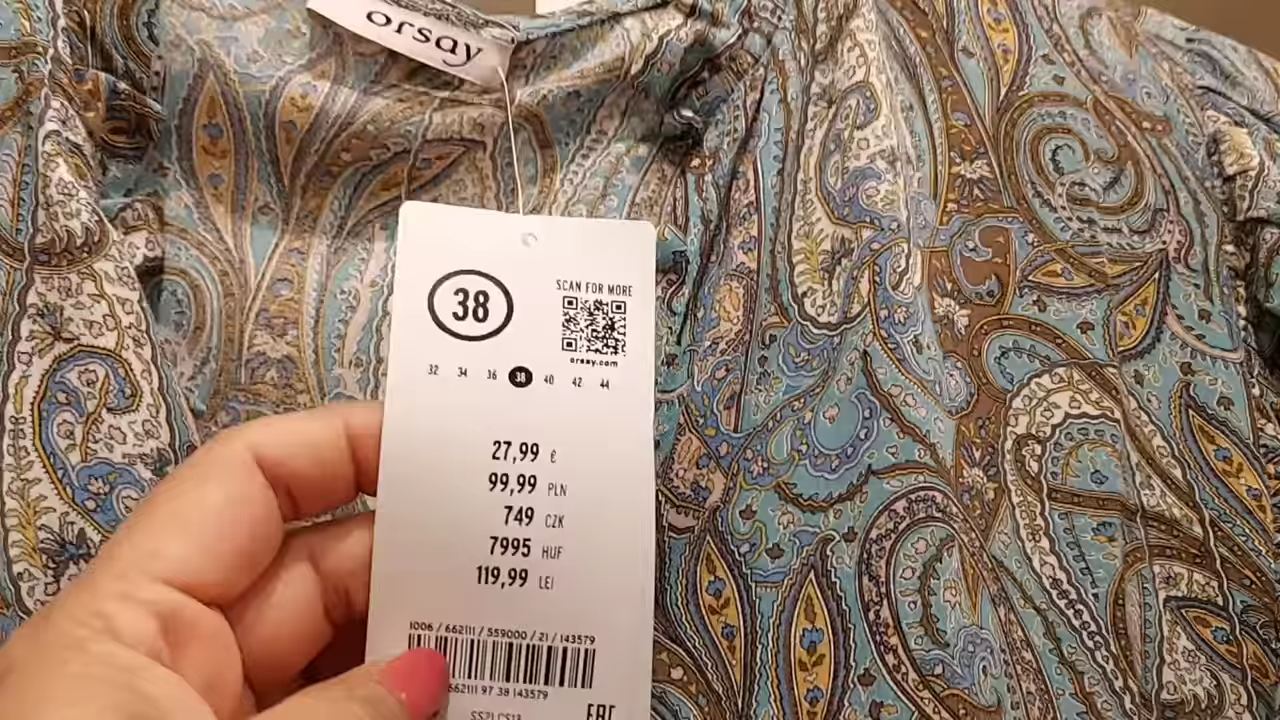 orsay
38
SCAN FOR MORE
orsay.com
32 34 36 38 40 42 44
27,99 €
99,99 PLN
749 CZK
7995 HUF
119,99 LEI
1006 / 662111 / 559000 / 21 / 143579
662111 97 38 143579
EAC